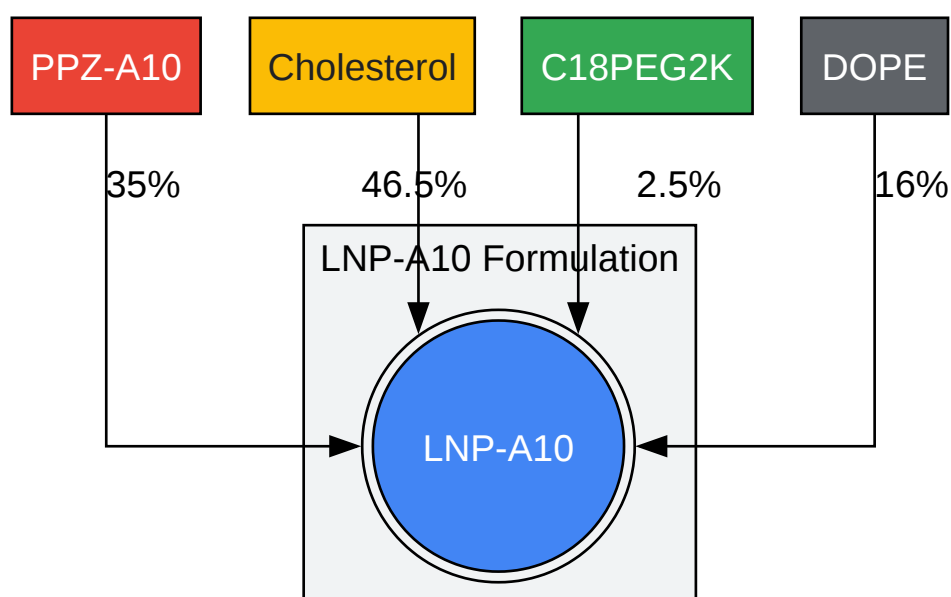 PPZ-A10
Cholesterol
C18PEG2K
DOPE
35%
46.5%
2.5%
16%
LNP-A10 Formulation
LNP-A10